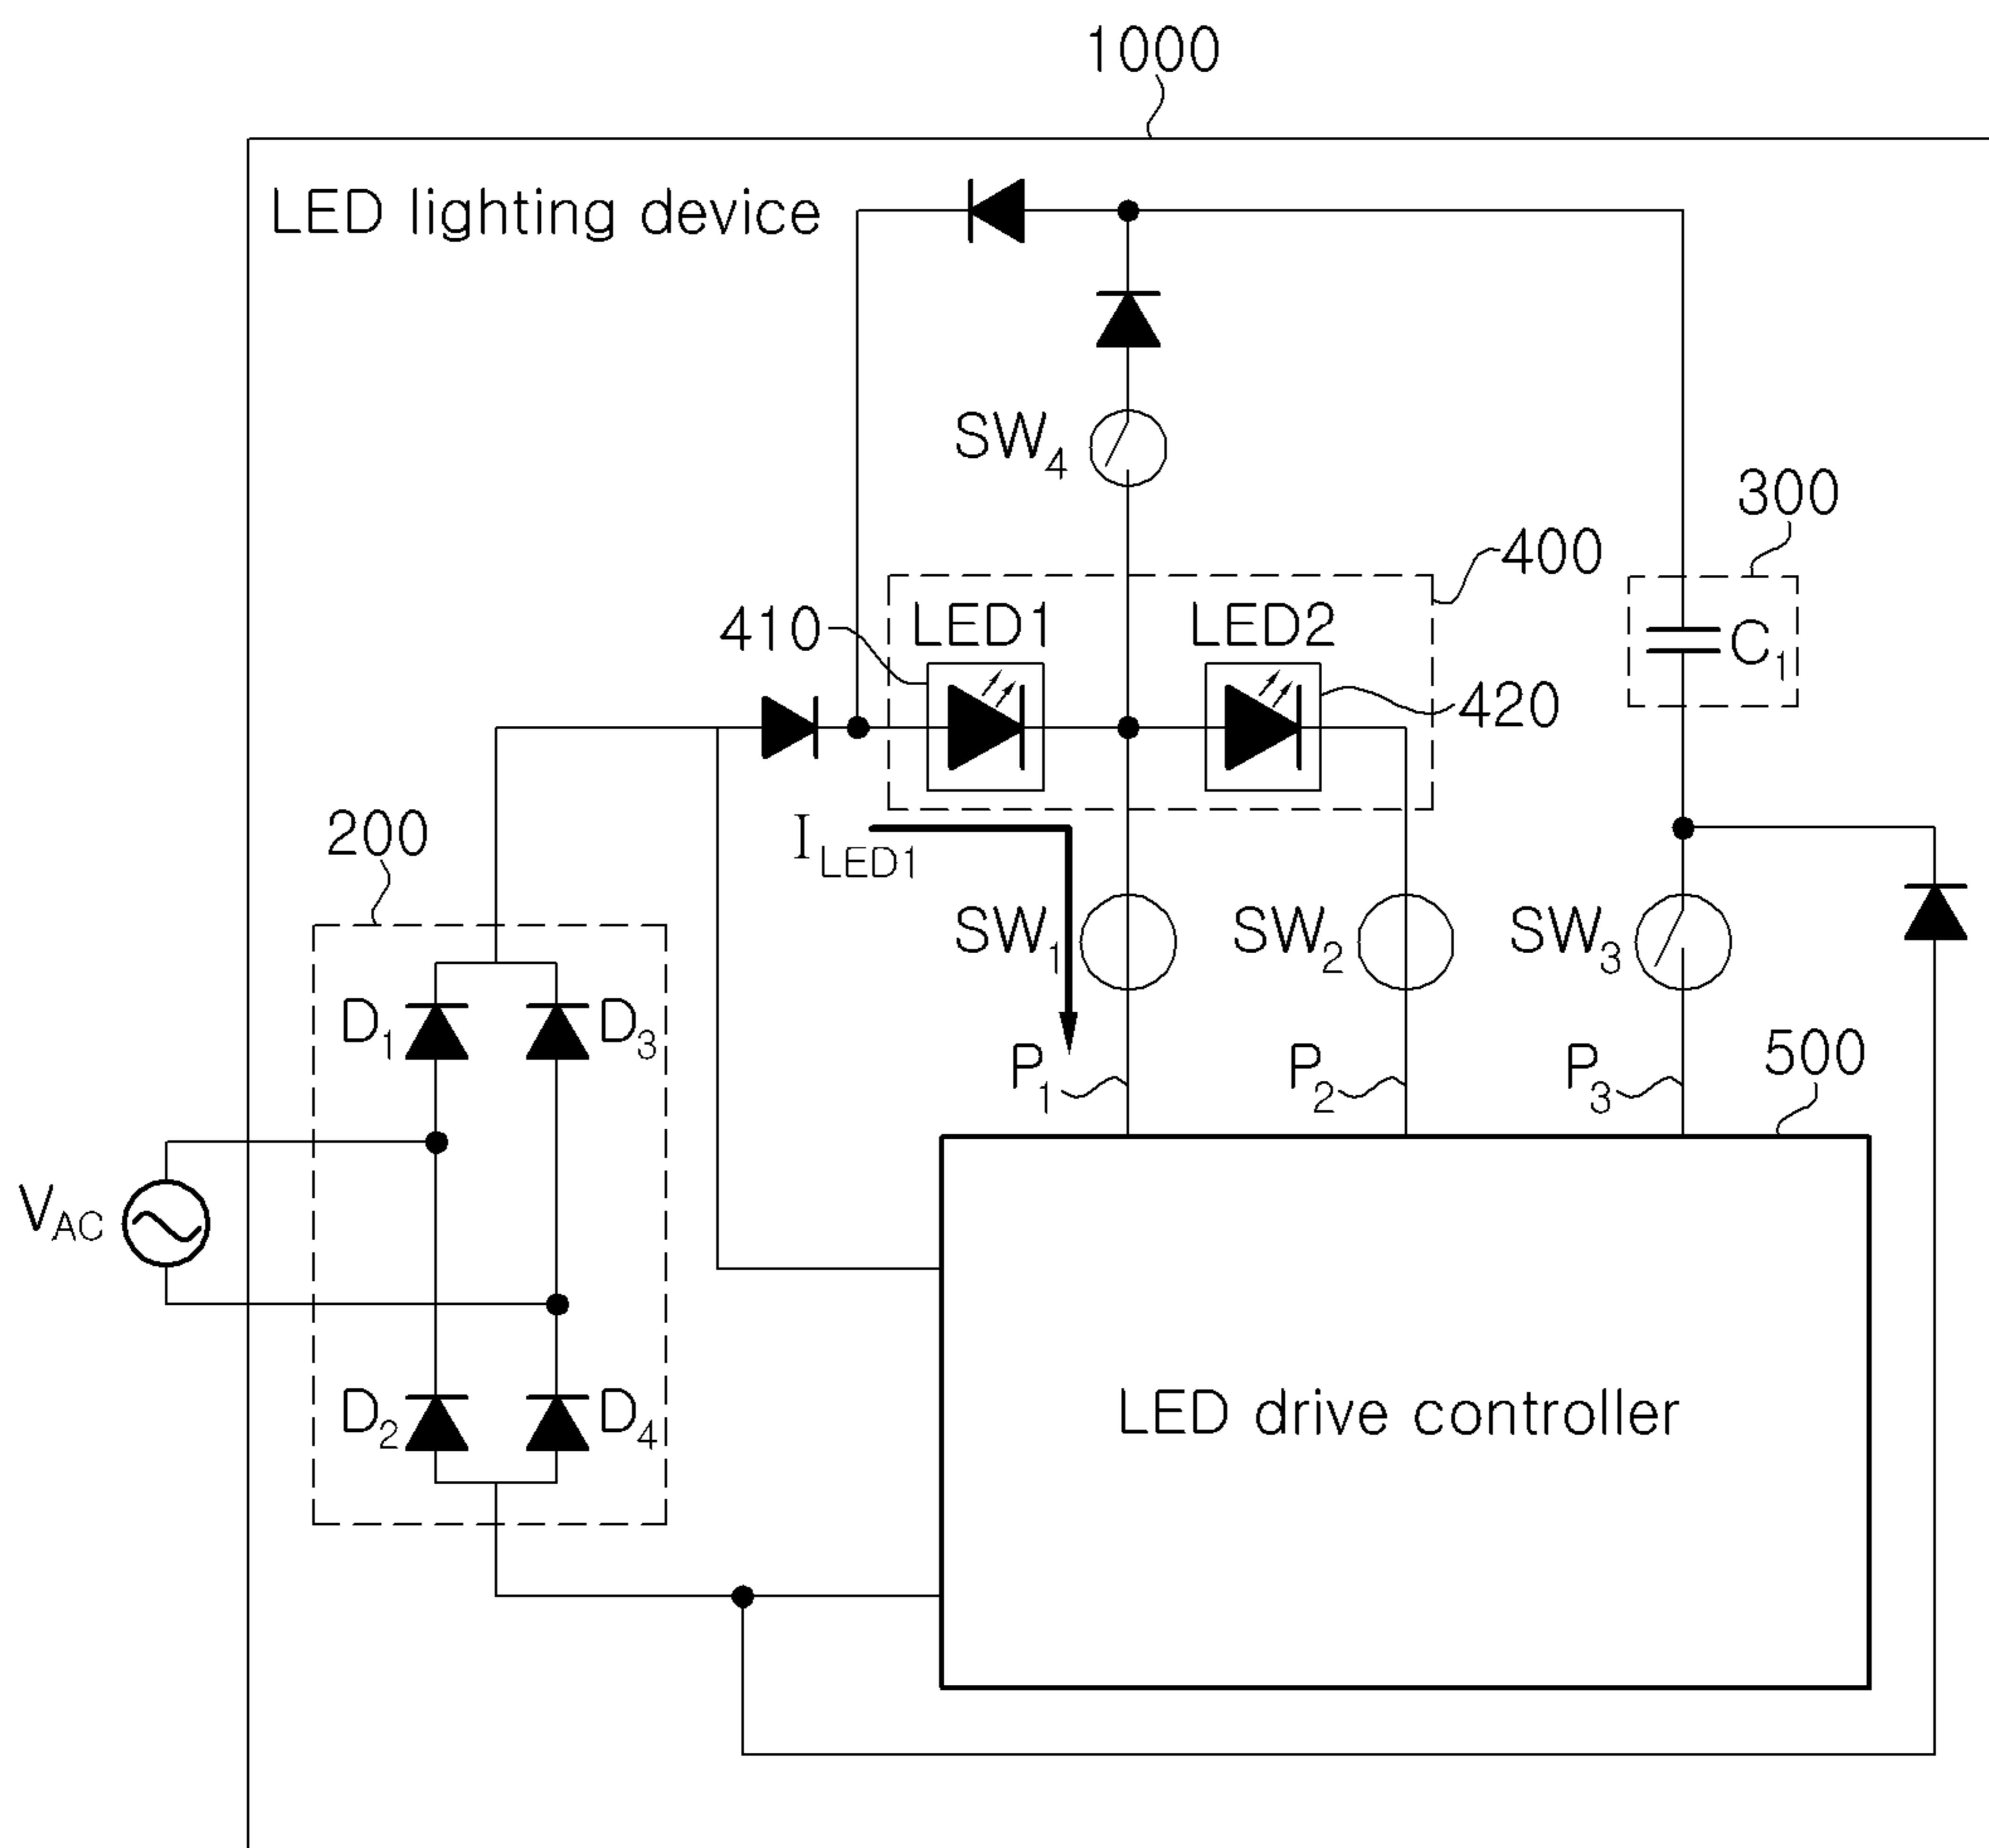 1000
LED lighting device
SW4
300
400
410
LED1
LED2
C1
420
200
ILED1
SW1
SW2
SW3
D1
D3
P1
P2
P3
500
VAC
D2
D4
LED drive controller